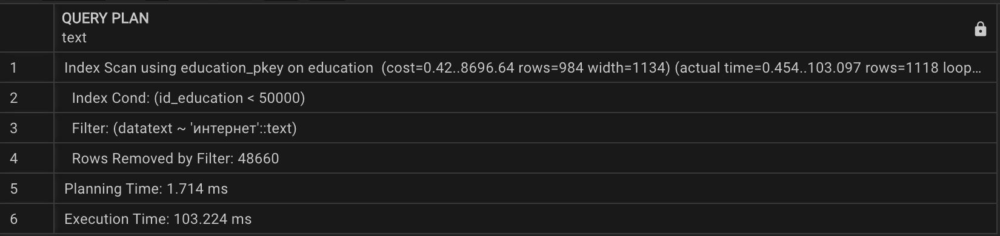 QUERY PLAN
text
1 Index Scan using education_pkey on education (cost=0.42..8696.64 rows=984 width=1134) (actual time=0.454..103.097 rows=1118 loop...
2 Index Cond: (id_education < 50000)
3 Filter: (datatext ~ 'интернет'::text)
4 Rows Removed by Filter: 48660
5 Planning Time: 1.714 ms
6 Execution Time: 103.224 ms